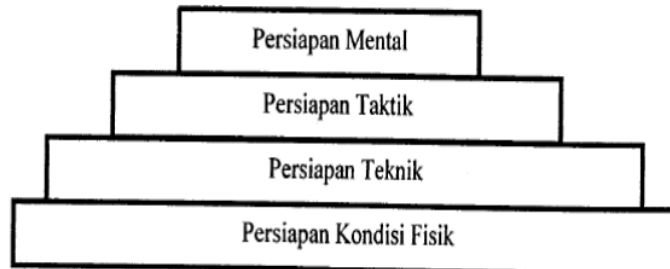 Persiapan Mental
Persiapan Taktik
Persiapan Teknik
Persiapan Kondisi Fisik